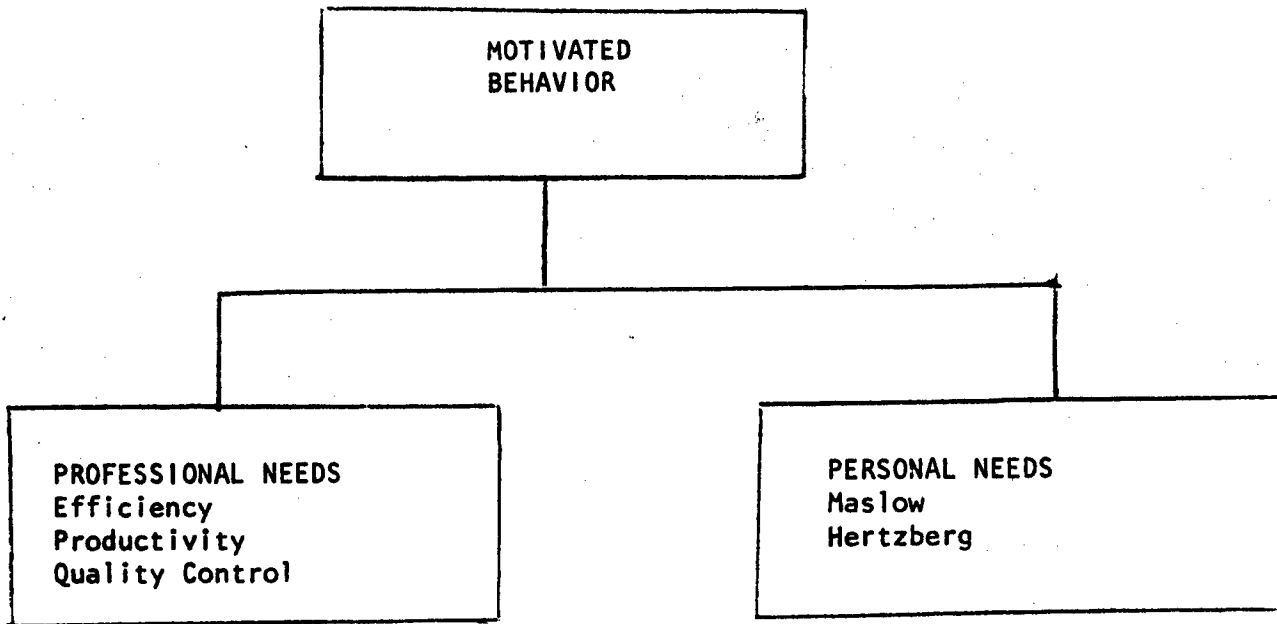 MOTIVATED
BEHAVIOR
PROFESSIONAL NEEDS
Efficiency
Productivity
Quality Control
PERSONAL NEEDS
Maslow
Hertzberg